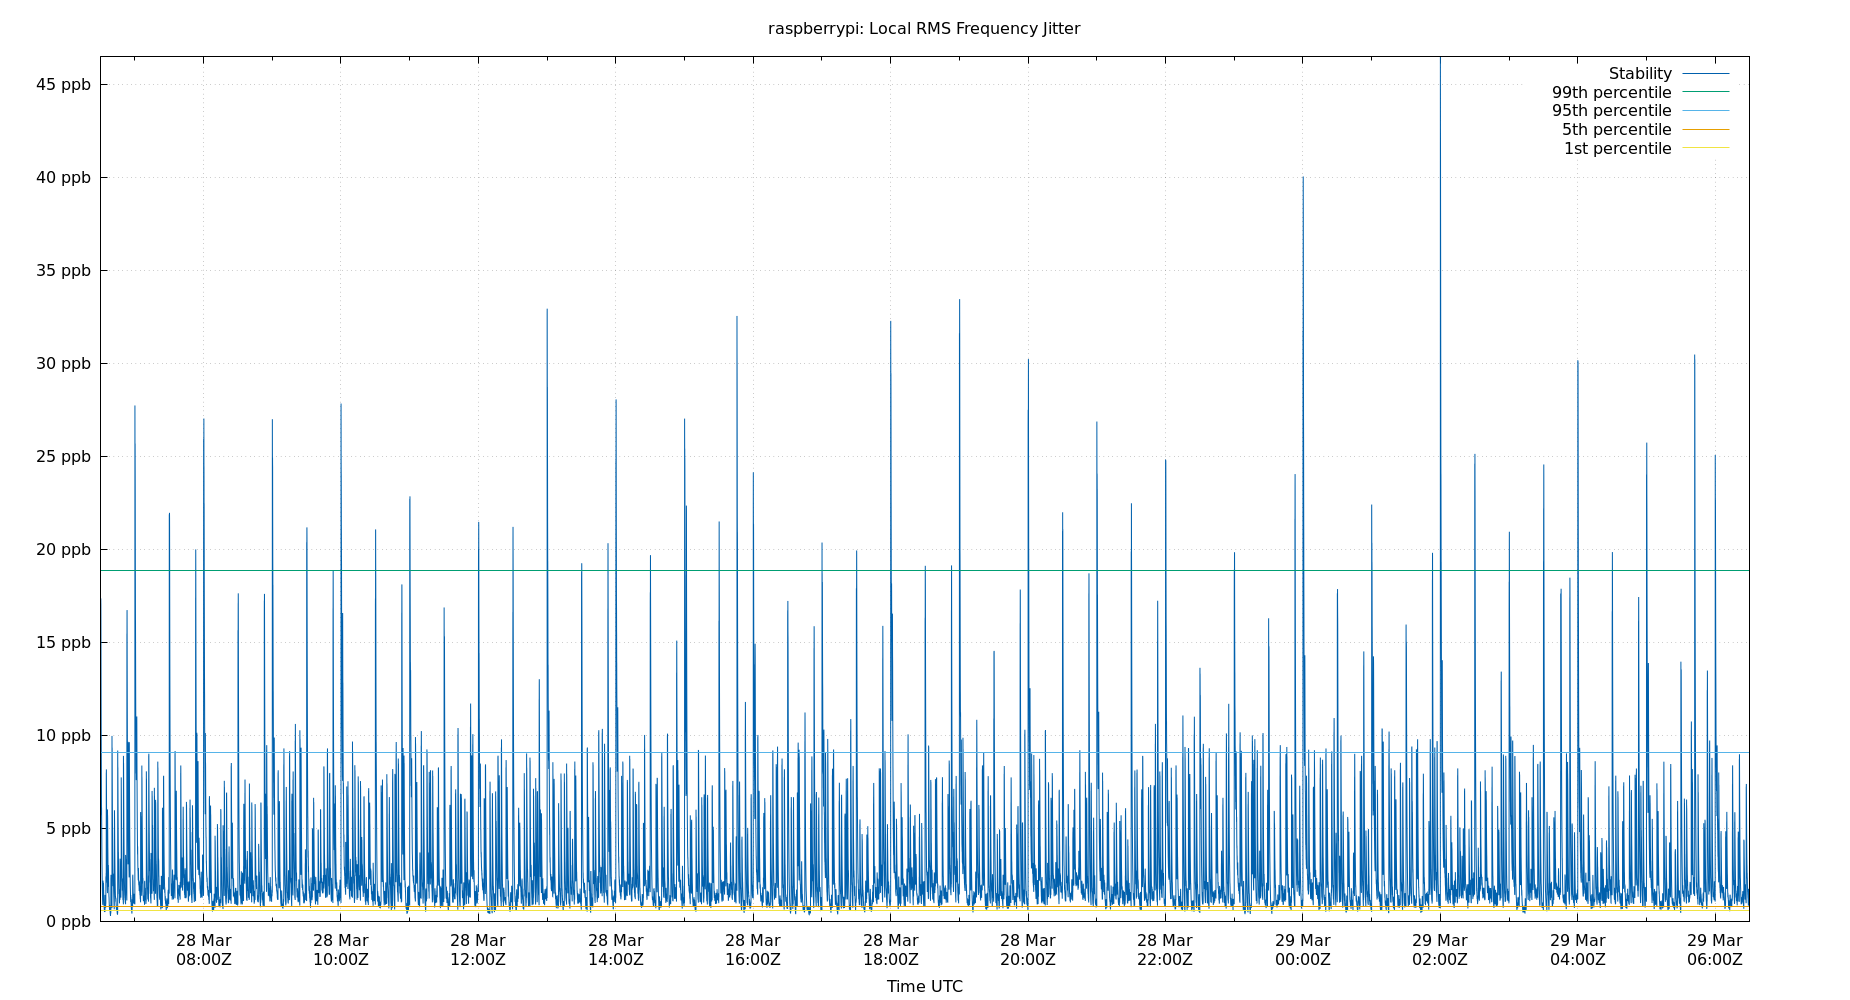 raspberrypi: Local RMS Frequency Jitter
45 ppb
40 ppb
35 ppb
30 ppb
25 ppb
20 ppb
15 ppb
10 ppb
5 ppb
0 ppb
Stability
99th percentile
95th percentile
5th percentile
1st percentile
28 Mar 28 Mar 28 Mar 28 Mar 28 Mar 28 Mar 28 Mar 28 Mar 29 Mar 29 Mar 29 Mar 29 Mar
08:00Z 10:00Z 12:00Z 14:00Z 16:00Z 18:00Z 20:00Z 22:00Z 00:00Z 02:00Z 04:00Z 06:00Z
Time UTC